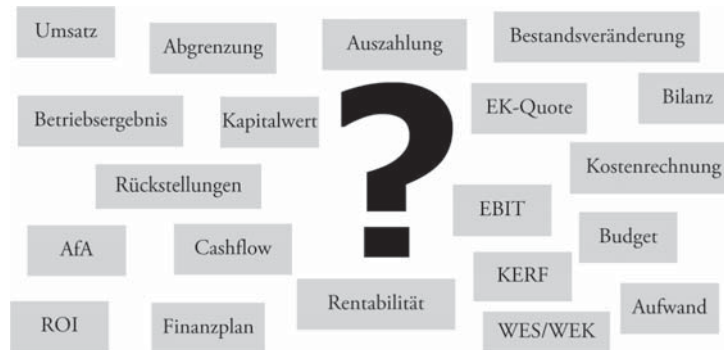 Umsatz
Abgrenzung
Auszahlung
Bestandsveränderung
Betriebsergebnis
Kapitalwert
EK-Quote
Bilanz
Rückstellungen
Kostenrechnung
AfA
Cashflow
EBIT
Budget
KERF
ROI
Finanzplan
Rentabilität
WES/WEK
Aufwand
?